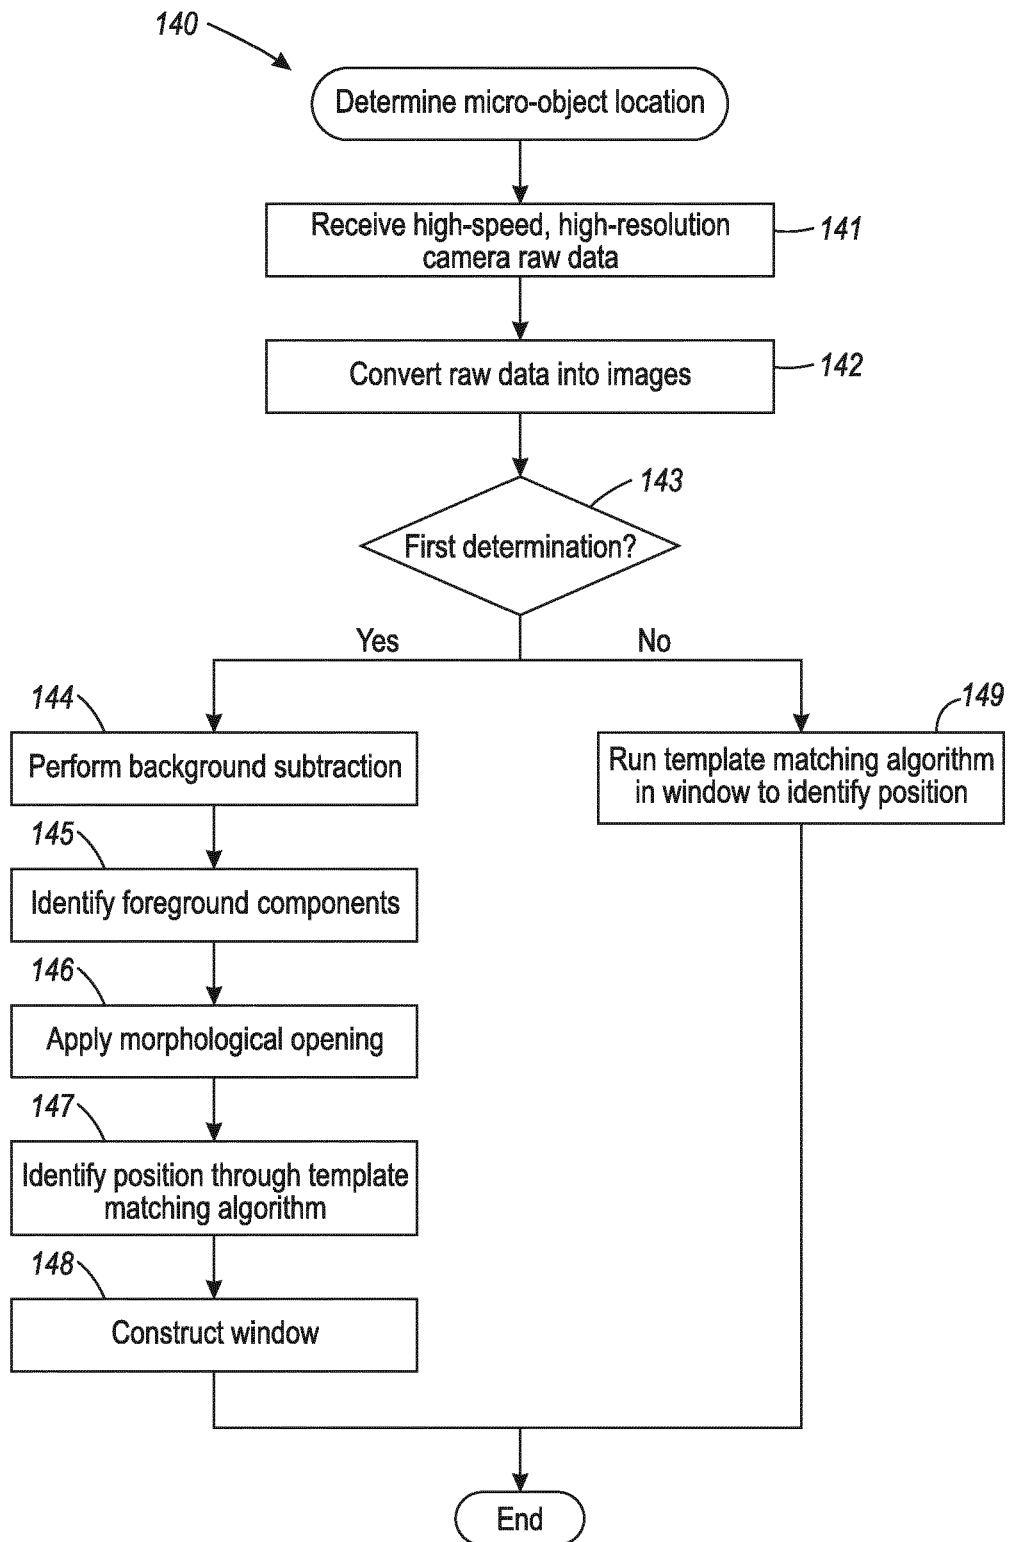 140
Determine micro-object location
Receive high-speed, high-resolution
camera raw data
141
Convert raw data into images
142
143
First determination?
Yes
No
144
Perform background subtraction
149
Run template matching algorithm
in window to identify position
145
Identify foreground components
146
Apply morphological opening
147
Identify position through template
matching algorithm
148
Construct window
End